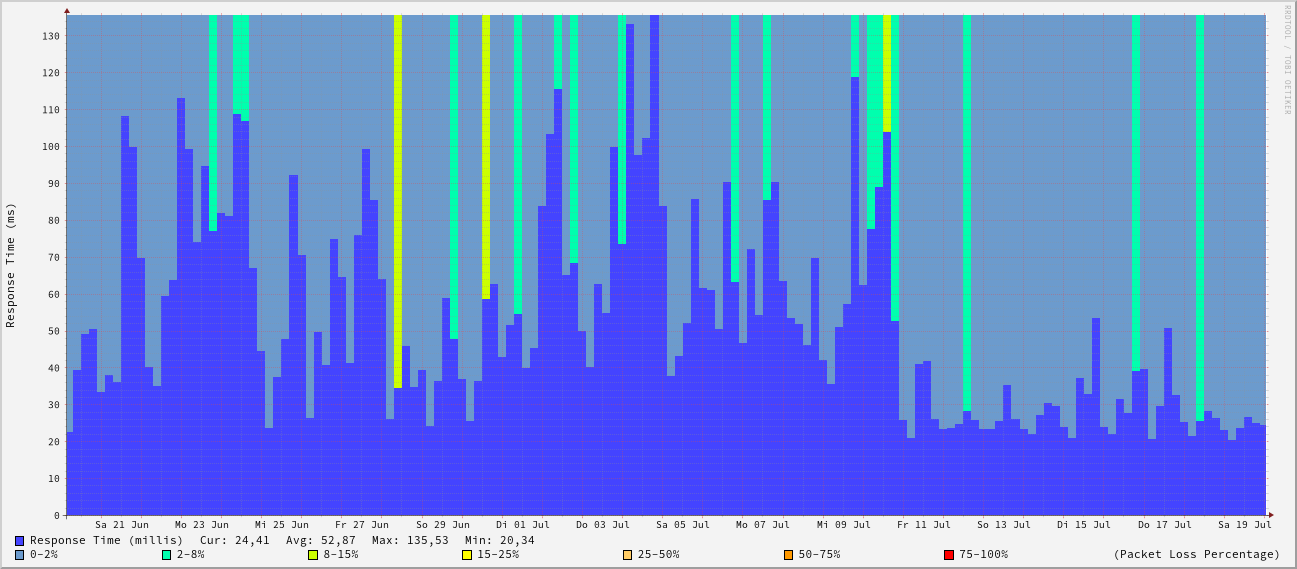 RRDTOOL / TOBI OETIKER
Response Time (ms)
130
120
110
100
90
80
70
60
50
40
30
20
10
0
Sa 21 Jun Mo 23 Jun Mi 25 Jun Fr 27 Jun So 29 Jun Di 01 Jul Do 03 Jul Sa 05 Jul Mo 07 Jul Mi 09 Jul Fr 11 Jul So 13 Jul Di 15 Jul Do 17 Jul Sa 19 Jul
Response Time (millis) Cur: 24,41 Avg: 52,87 Max: 135,53 Min: 20,34
0-2% 2-8% 8-15% 15-25% 25-50% 50-75% 75-100% (Packet Loss Percentage)